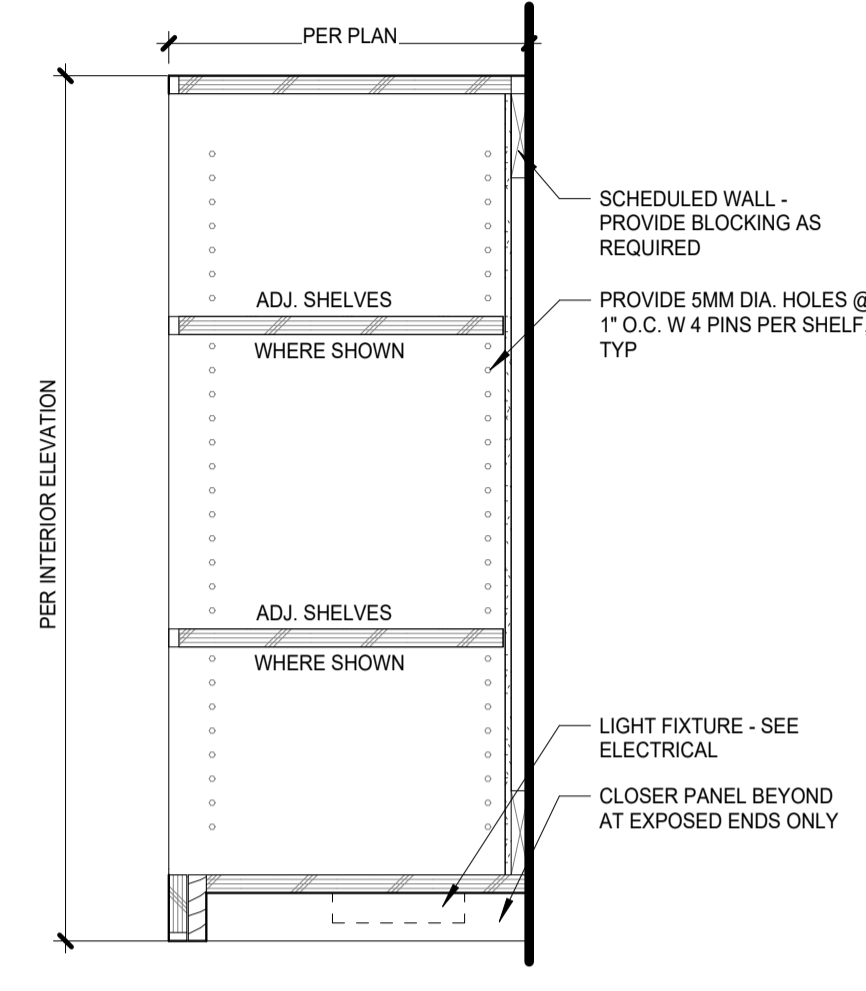 PER PLAN
SCHEDULED WALL -
PROVIDE BLOCKING AS
REQUIRED
ADJ. SHELVES
WHERE SHOWN
PROVIDE 5MM DIA. HOLES @
1" O.C. W 4 PINS PER SHELF,
TYP
PER INTERIOR ELEVATION
ADJ. SHELVES
WHERE SHOWN
LIGHT FIXTURE - SEE
ELECTRICAL
CLOSER PANEL BEYOND
AT EXPOSED ENDS ONLY